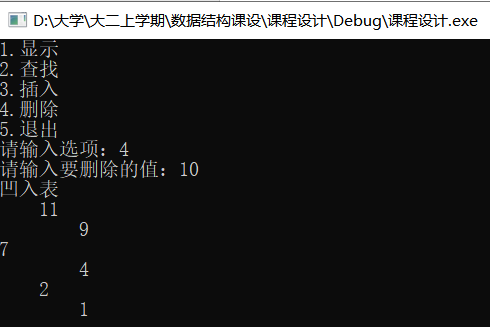 D:\大学\大二上学期\数据结构课设\课程设计\Debug\课程设计.exe
1.显示
2.查找
3.插入
4.删除
5.退出
请输入选项：4
请输入要删除的值：10
凹入表
    11
        9
7
        4
    2
        1